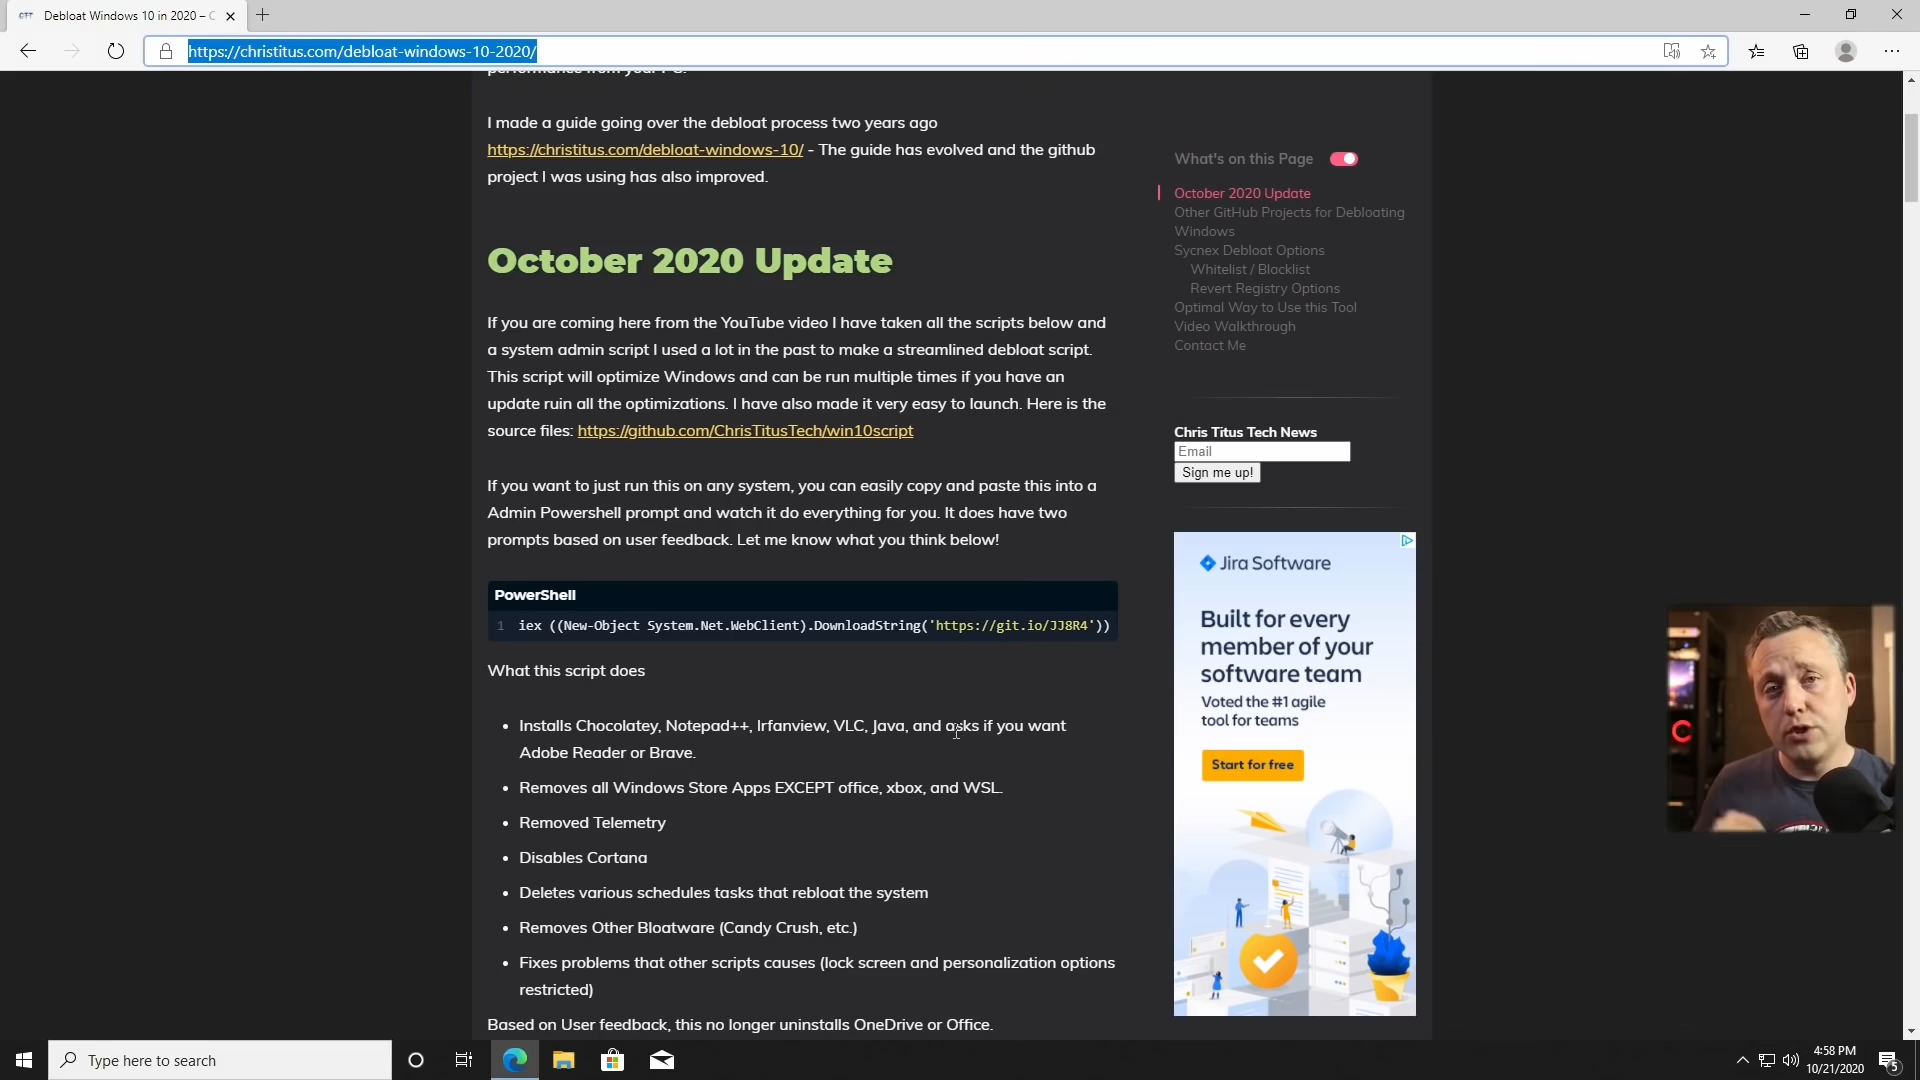 CTT
Debloat Windows 10 in 2020 – C
https://christitus.com/debloat-windows-10-2020/
performance from your PC.
I made a guide going over the debloat process two years ago
https://christitus.com/debloat-windows-10/ - The guide has evolved and the github
project I was using has also improved.
October 2020 Update
If you are coming here from the YouTube video I have taken all the scripts below and
a system admin script I used a lot in the past to make a streamlined debloat script.
This script will optimize Windows and can be run multiple times if you have an
update ruin all the optimizations. I have also made it very easy to launch. Here is the
source files: https://github.com/ChrisTitusTech/win10script
If you want to just run this on any system, you can easily copy and paste this into a
Admin Powershell prompt and watch it do everything for you. It does have two
prompts based on user feedback. Let me know what you think below!
PowerShell
1 iex ((New-Object System.Net.WebClient).DownloadString('https://git.io/JJ8R4'))
What this script does
• Installs Chocolatey, Notepad++, Irfanview, VLC, Java, and asks if you want
Adobe Reader or Brave.
• Removes all Windows Store Apps EXCEPT office, xbox, and WSL.
• Removed Telemetry
• Disables Cortana
• Deletes various schedules tasks that rebloat the system
• Removes Other Bloatware (Candy Crush, etc.)
• Fixes problems that other scripts causes (lock screen and personalization options
restricted)
Based on User feedback, this no longer uninstalls OneDrive or Office.
What's on this Page
October 2020 Update
Other GitHub Projects for Debloating
Windows
Sycnex Debloat Options
Whitelist / Blacklist
Revert Registry Options
Optimal Way to Use this Tool
Video Walkthrough
Contact Me
Chris Titus Tech News
Email
Sign me up!
Jira Software
Built for every
member of your
software team
Voted the #1 agile
tool for teams
Start for free
Type here to search
4:58 PM
10/21/2020
5